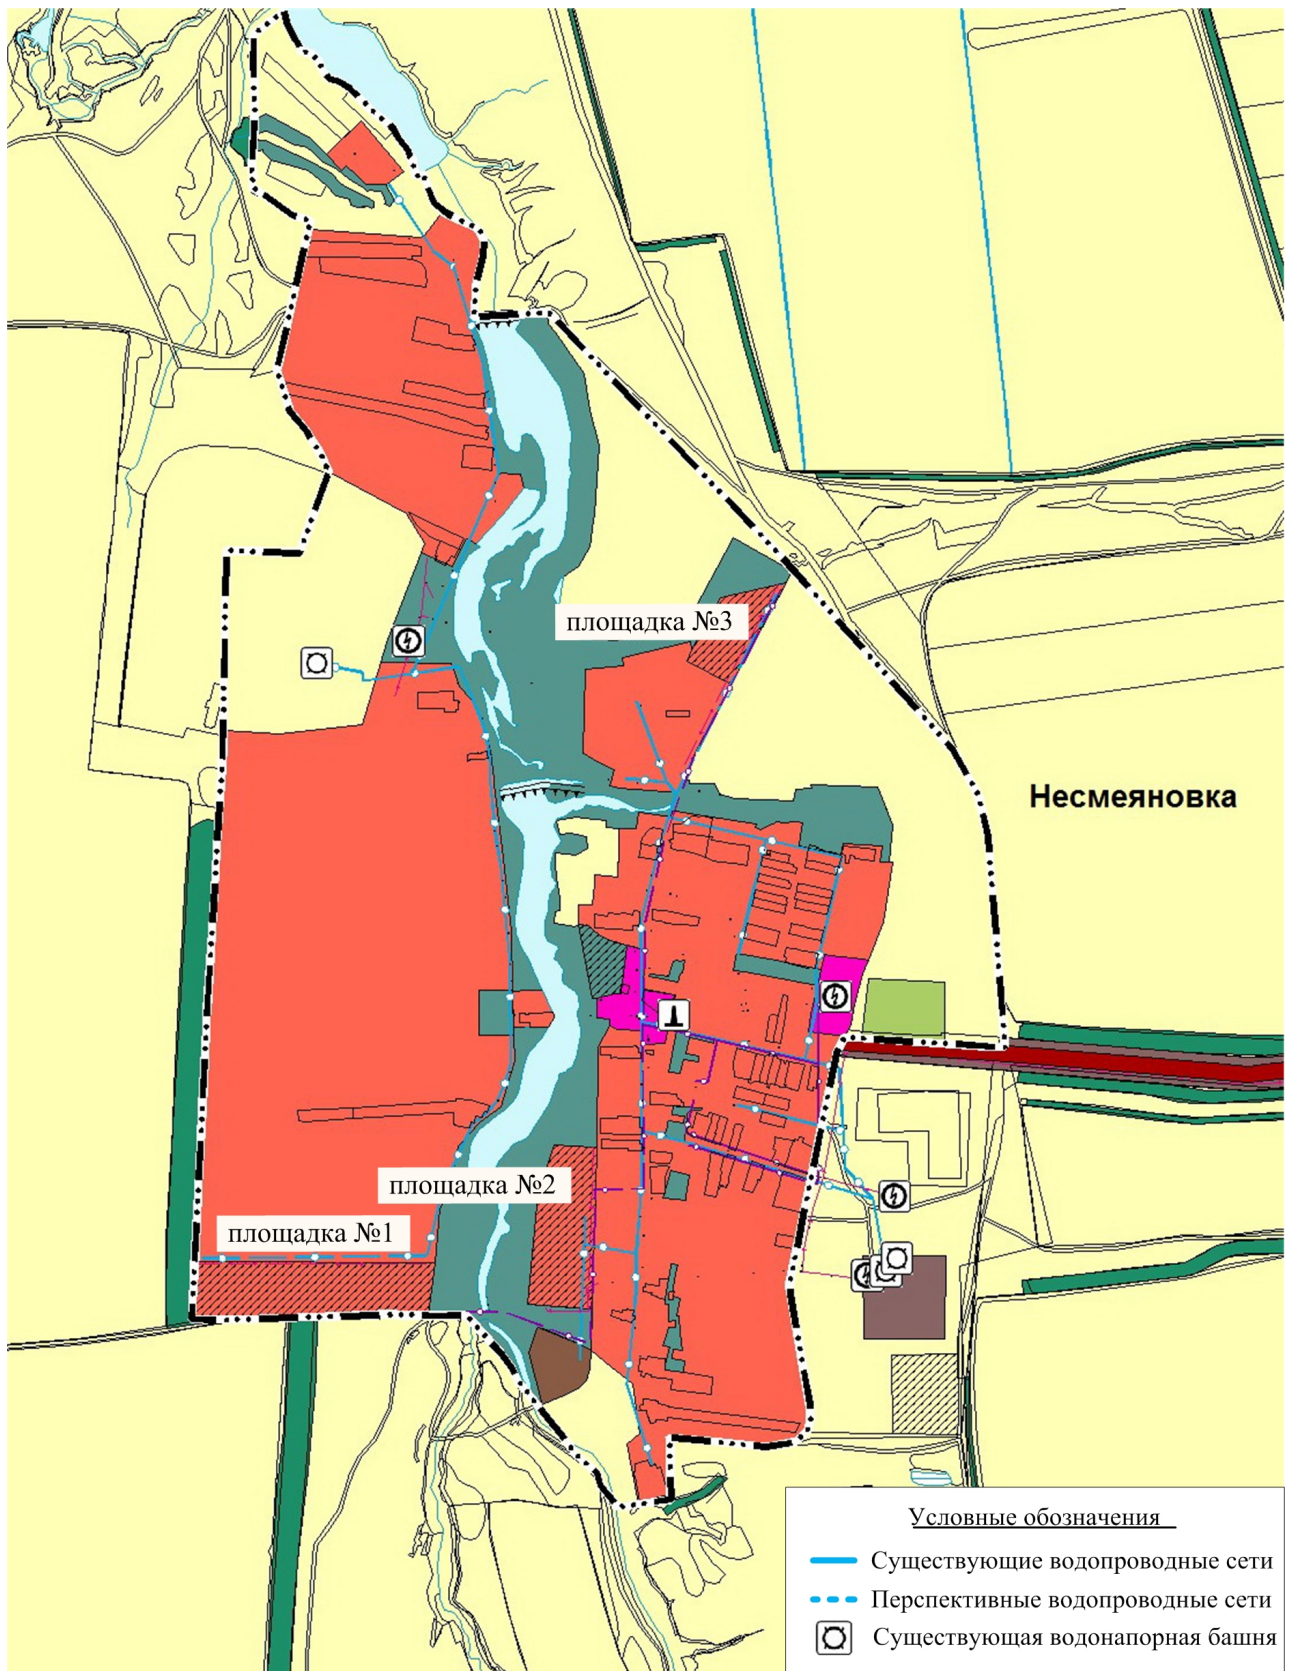 площадка №3
Несмеяновка
площадка №2
площадка №1
Условные обозначения
Существующие водопроводные сети
Перспективные водопроводные сети
Существующая водонапорная башня